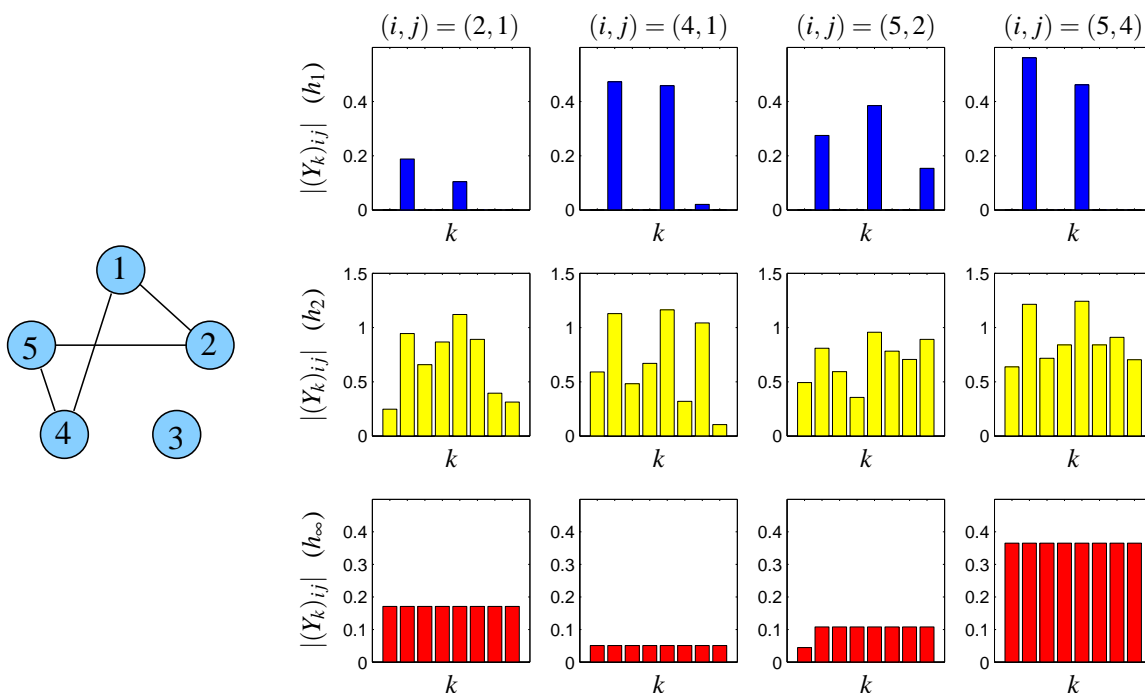 (i, j) = (2,1) (i, j) = (4,1) (i, j) = (5,2) (i, j) = (5,4)
|(Y_k)_{ij}| (h_1)
0.4 0.4 0.4 0.4
0.2 0.2 0.2 0.2
0 0 0 0
k k k k
1
5
2
4
3
|(Y_k)_{ij}| (h_2)
1.5 1.5 1.5 1.5
1 1 1 1
0.5 0.5 0.5 0.5
0 0 0 0
k k k k
|(Y_k)_{ij}| (h_∞)
0.4 0.4 0.4 0.4
0.3 0.3 0.3 0.3
0.2 0.2 0.2 0.2
0.1 0.1 0.1 0.1
0 0 0 0
k k k k